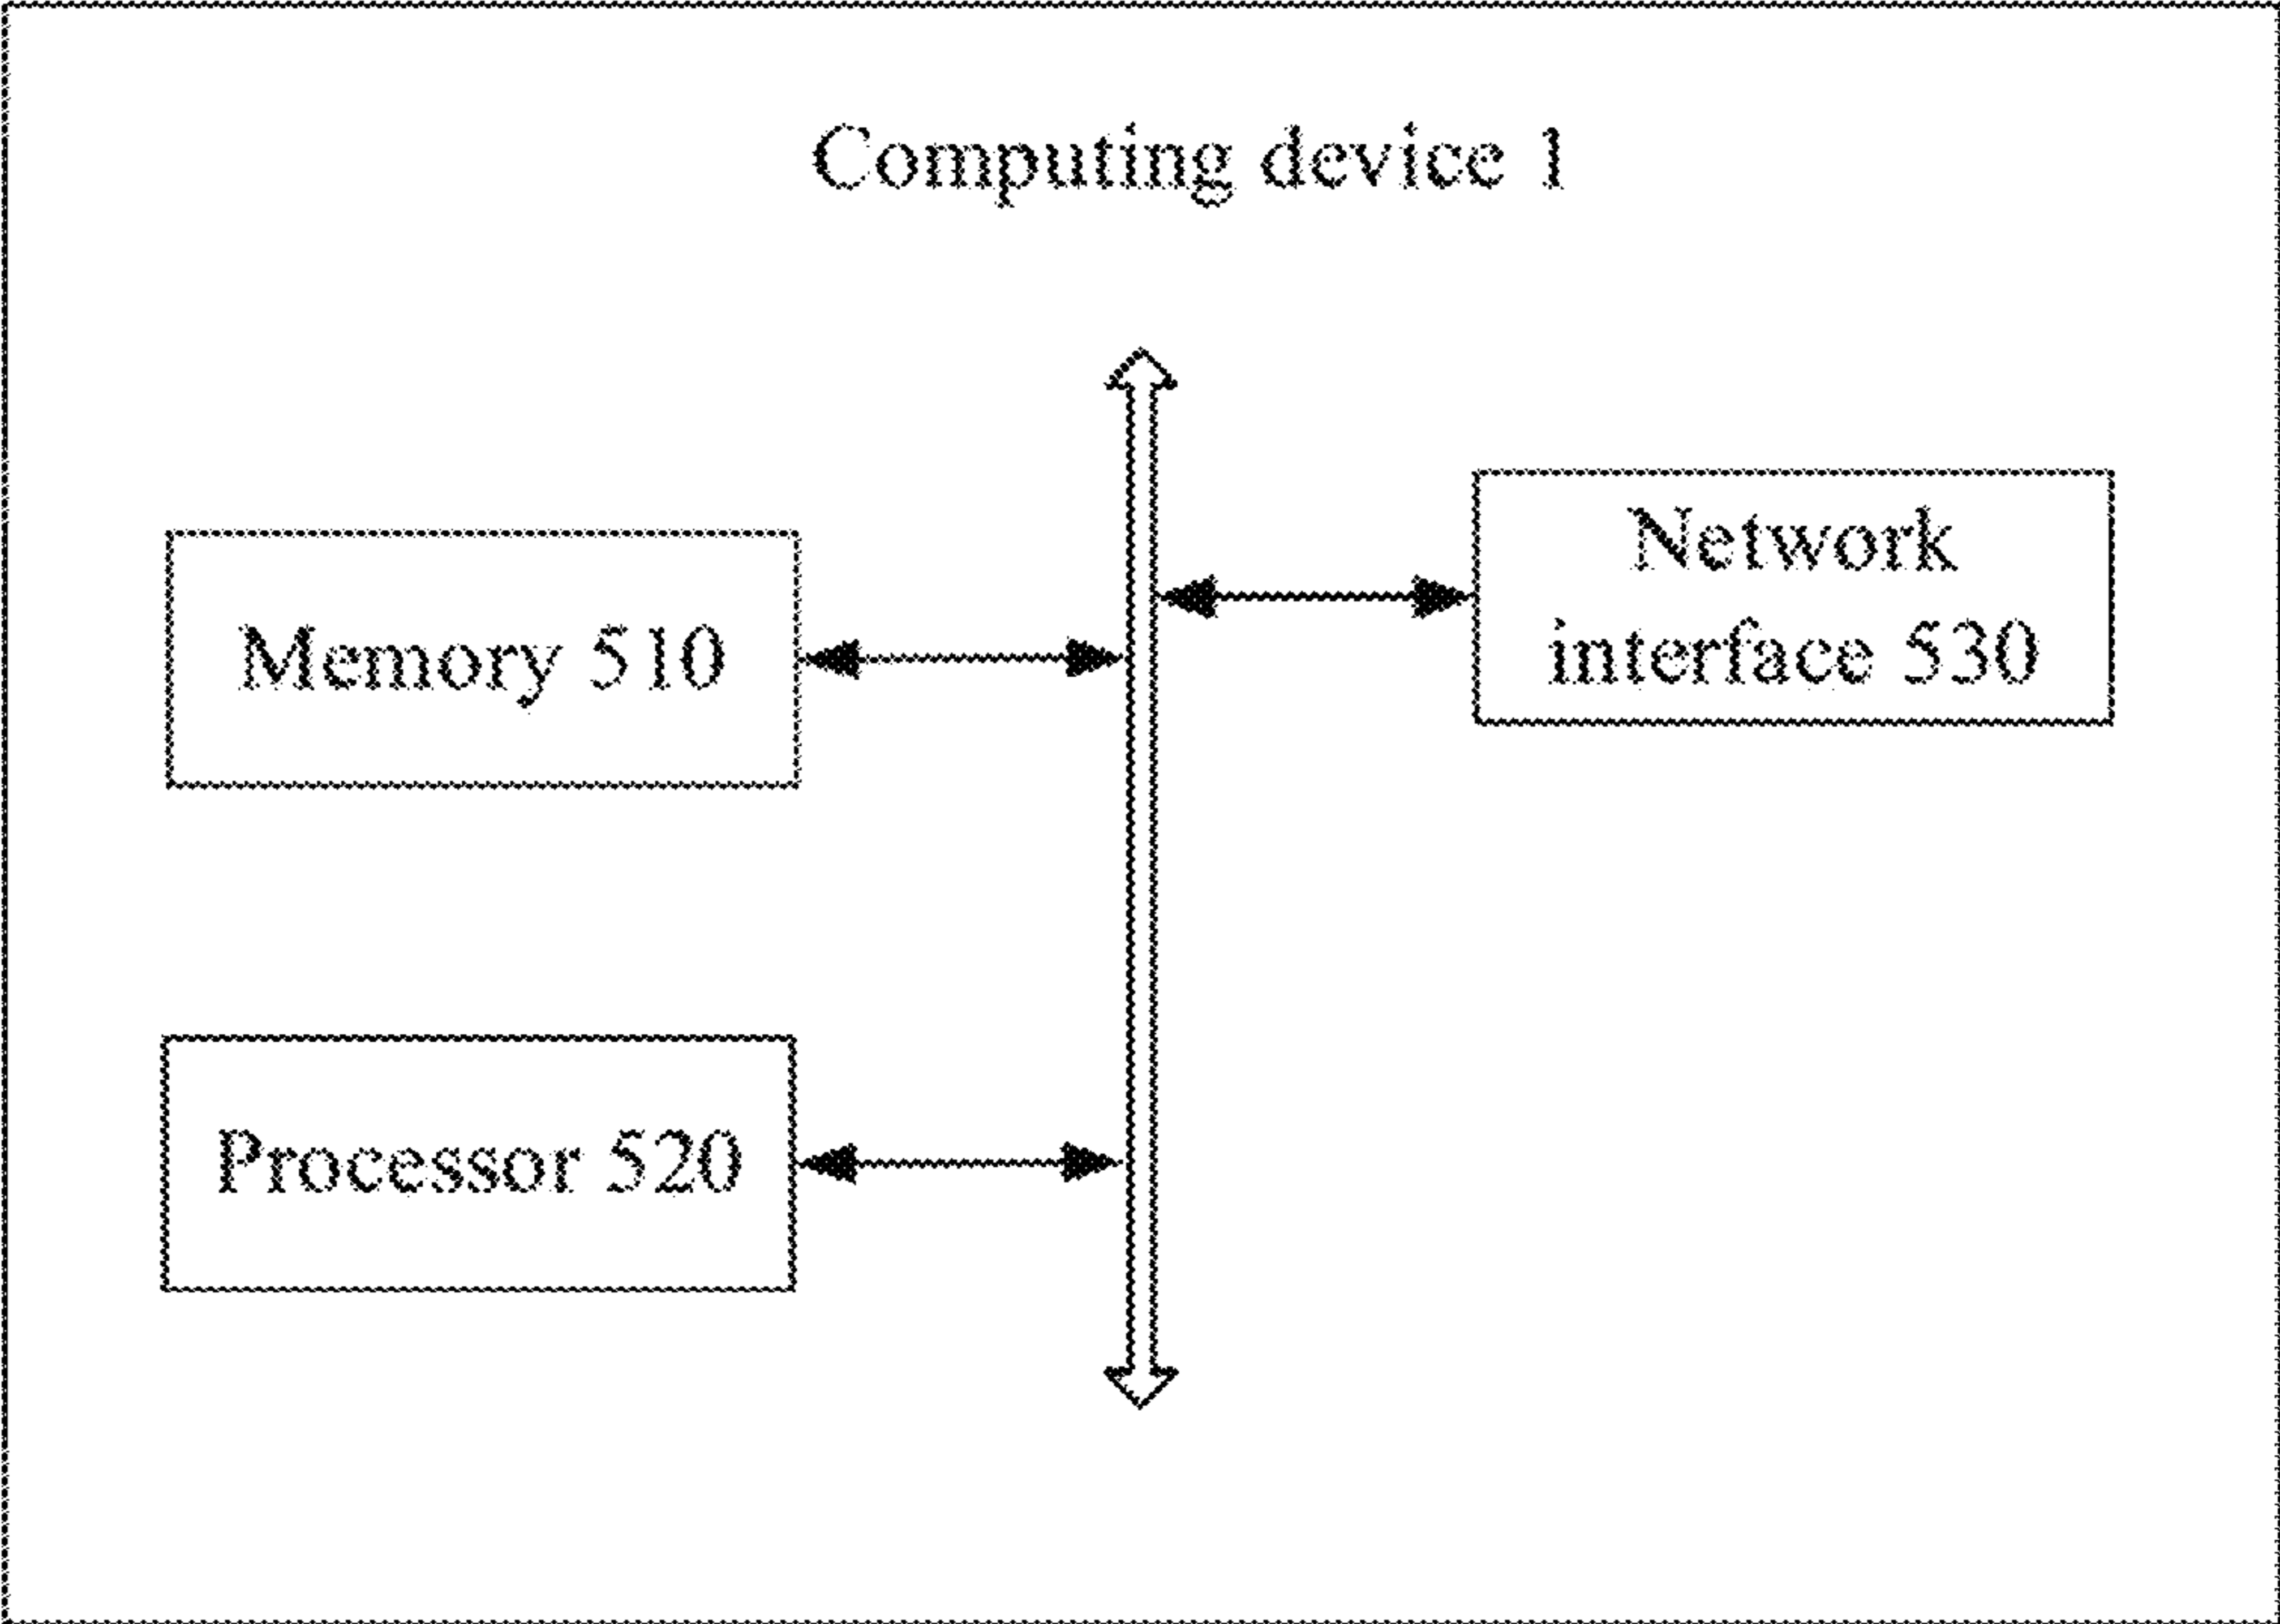 Computing device 1
Network
interface 530
Memory 510
Processor 520